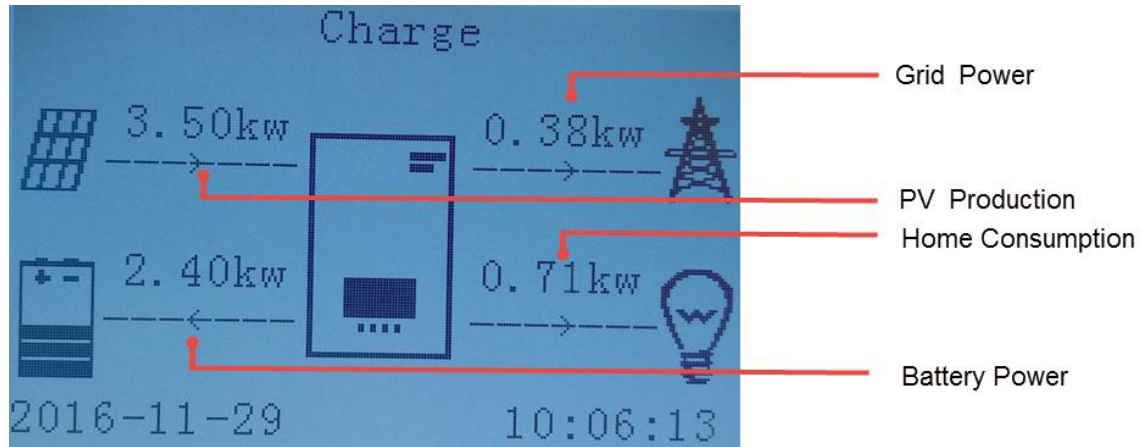 Charge
3.50kw
0.38kw
2.40kw
0.71kw
2016-11-29
10:06:13
Grid Power
PV Production
Home Consumption
Battery Power